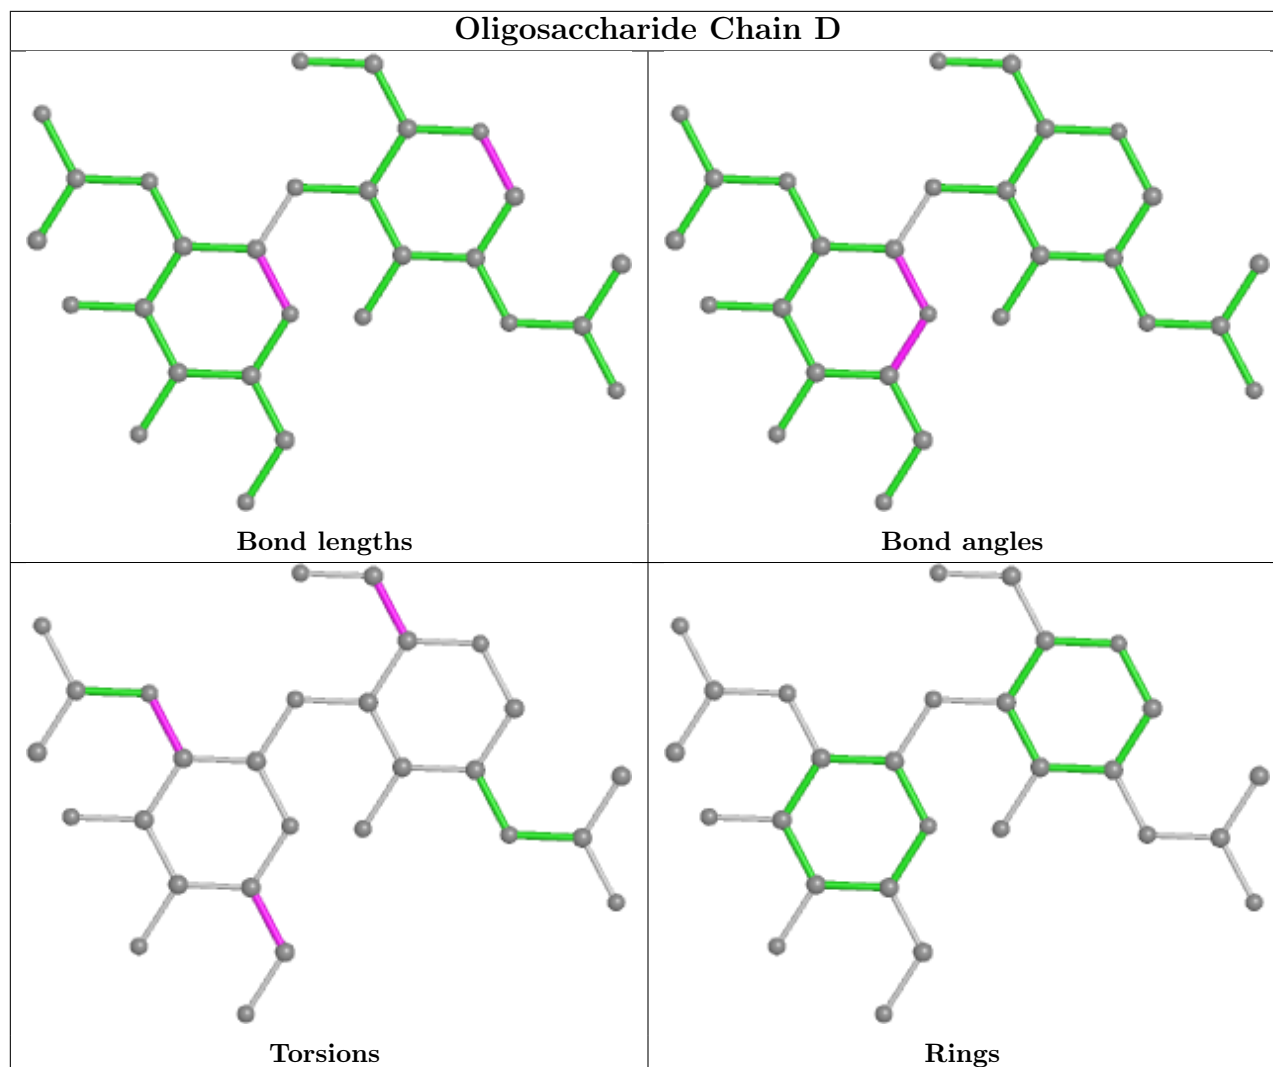 Oligosaccharide Chain D
Bond lengths
Bond angles
Torsions
Rings